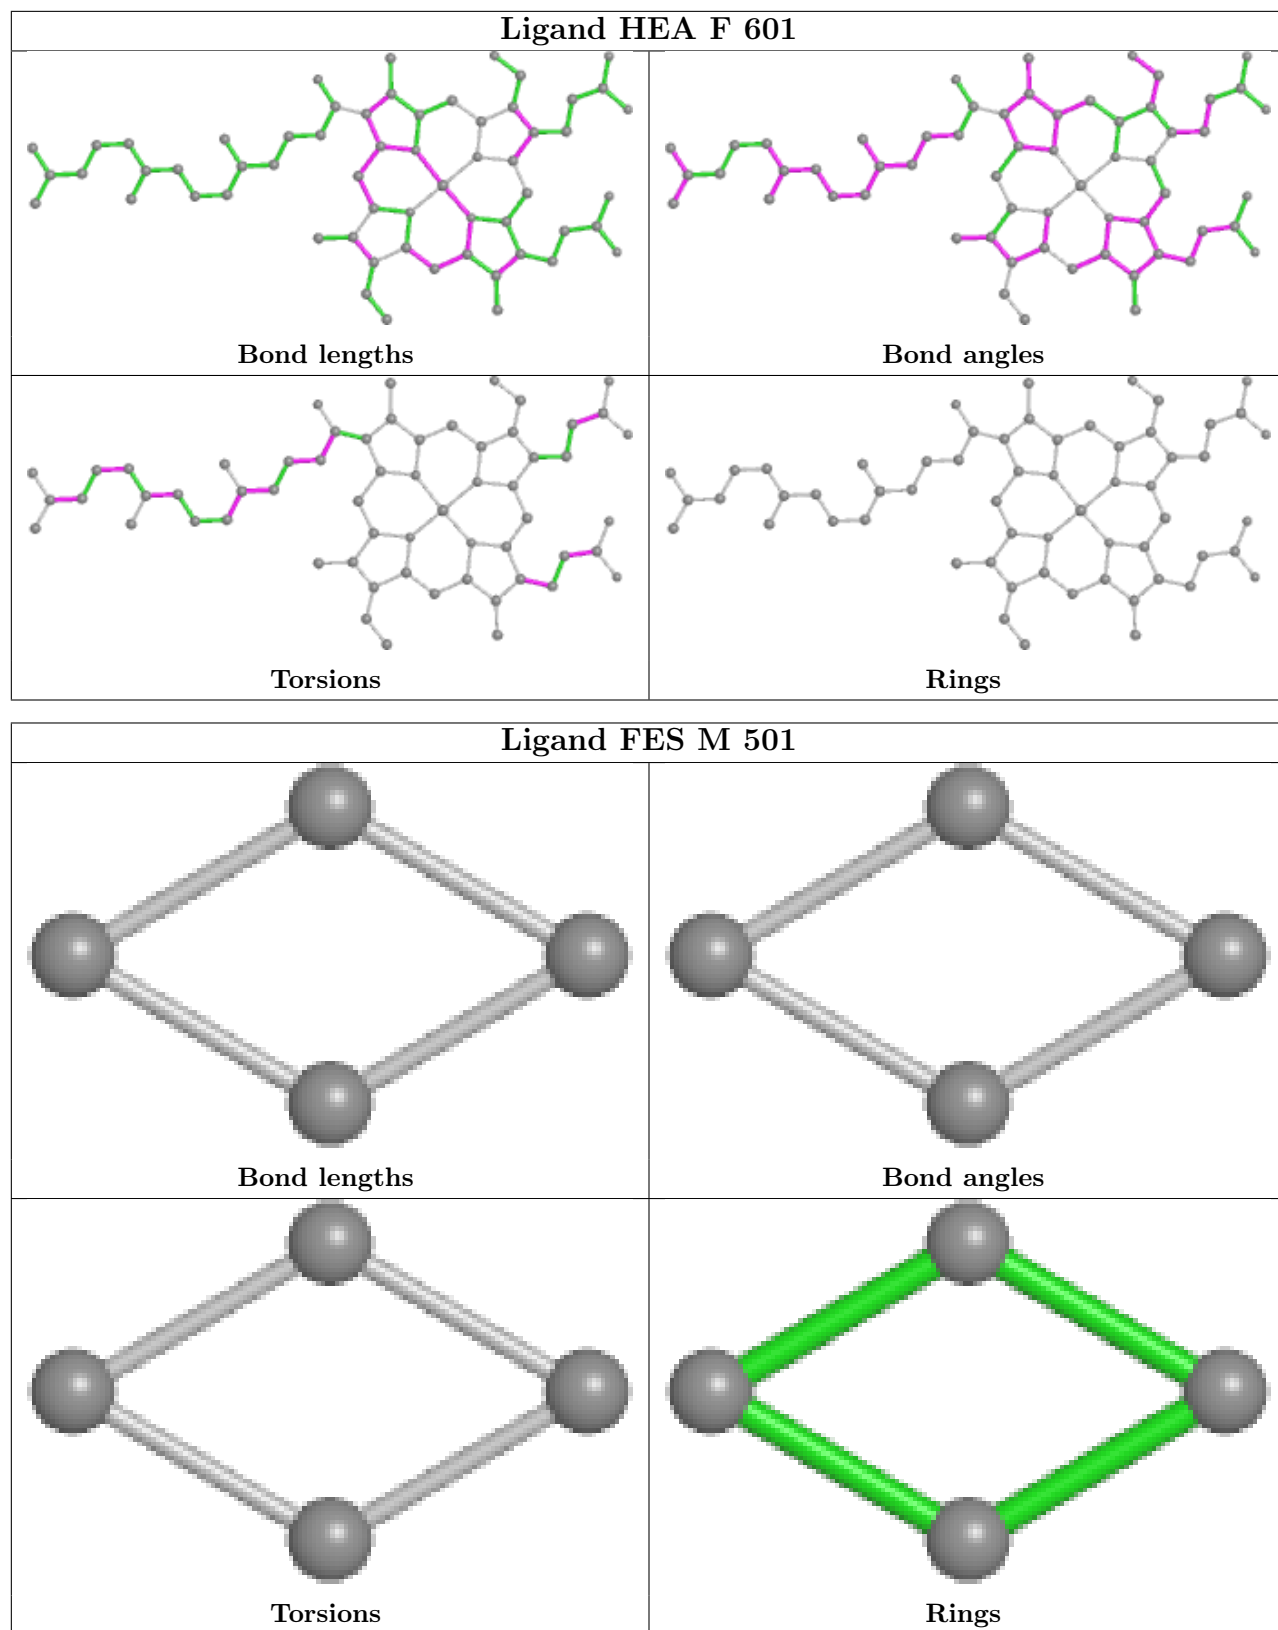 Ligand HEA F 601
Bond lengths
Bond angles
Torsions
Rings
Ligand FES M 501
Bond lengths
Bond angles
Torsions
Rings